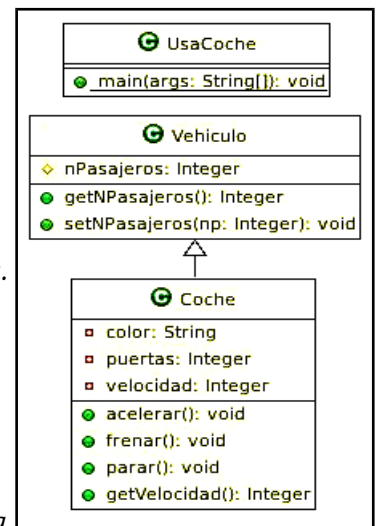 C UsaCoche
main(args: String[]): void
C Vehiculo
nPasajeros: Integer
getNPasajeros(): Integer
setNPasajeros(np: Integer): void
C Coche
color: String
puertas: Integer
velocidad: Integer
acelerar(): void
frenar(): void
parar(): void
getVelocidad(): Integer